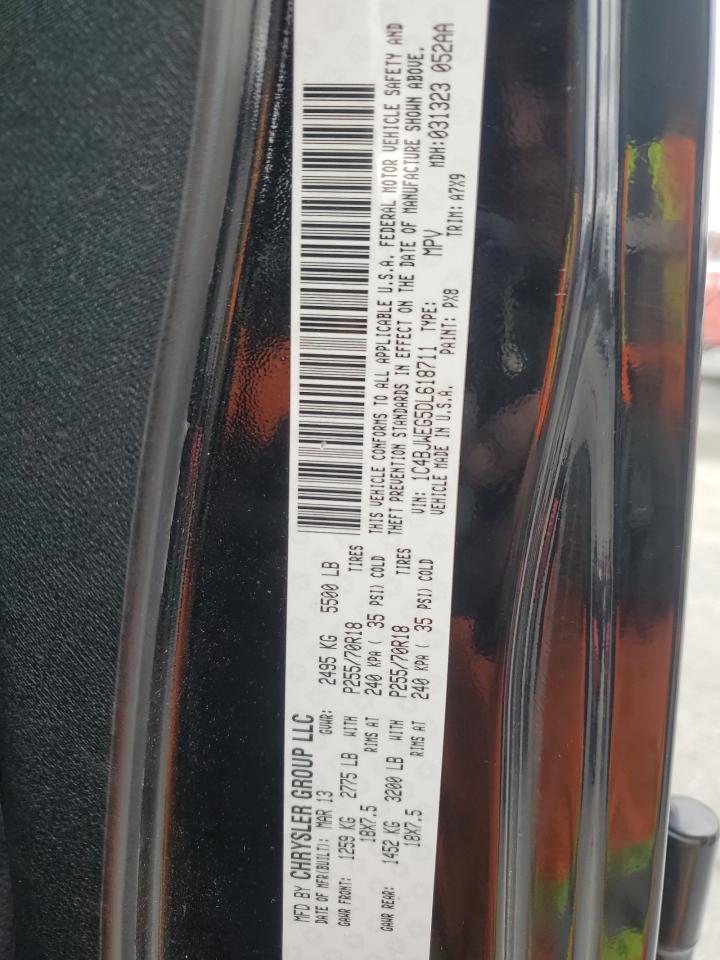 MFD BY CHRYSLER GROUP LLC
DATE OF MFR(BUILT): MAR 13 GVWR: 2495 KG 5500 LB
GAWR FRONT: 1259 KG 2775 LB WITH P255/70R18 TIRES
18X7.5 RIMS AT 240 KPA ( 35 PSI) COLD
GAWR REAR: 1452 KG 3200 LB WITH P255/70R18 TIRES
18X7.5 RIMS AT 240 KPA ( 35 PSI) COLD
THIS VEHICLE CONFORMS TO ALL APPLICABLE U.S.A. FEDERAL MOTOR VEHICLE SAFETY AND
THEFT PREVENTION STANDARDS IN EFFECT ON THE DATE OF MANUFACTURE SHOWN ABOVE.
VIN: 1C4BJWEG5DL618711 TYPE: MPV MDH:031323 052AA
VEHICLE MADE IN U.S.A. PAINT: PX8 TRIM: A7X9